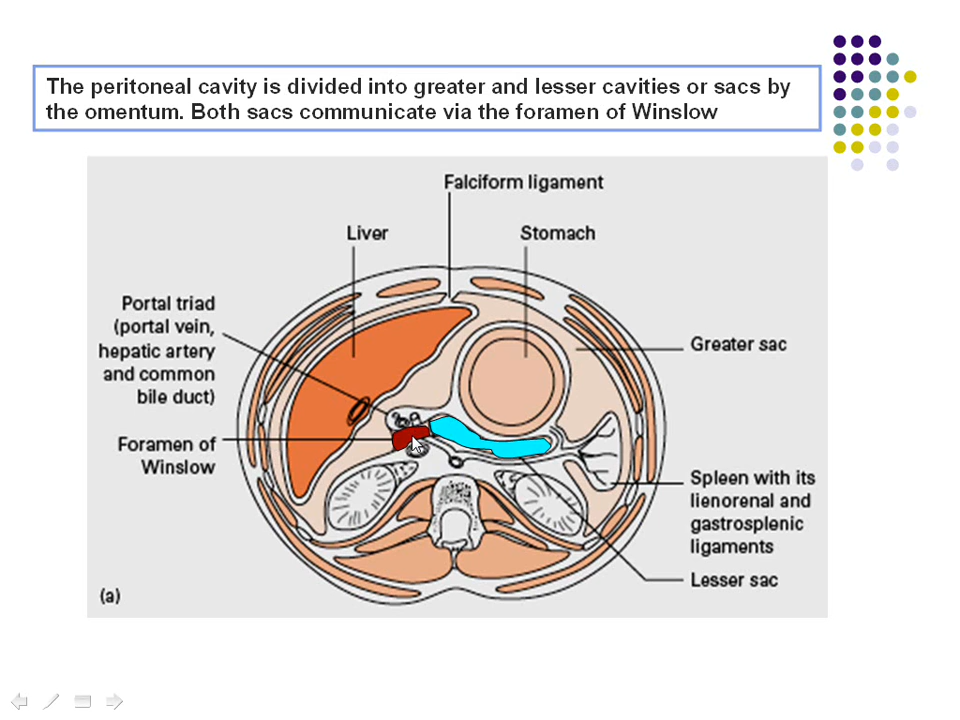 The peritoneal cavity is divided into greater and lesser cavities or sacs by
the omentum. Both sacs communicate via the foramen of Winslow
Falciform ligament
Liver
Stomach
Portal triad
(portal vein,
hepatic artery
and common
bile duct)
Greater sac
Foramen of
Winslow
Spleen with its
lienorenal and
gastrosplenic
ligaments
Lesser sac
(a)